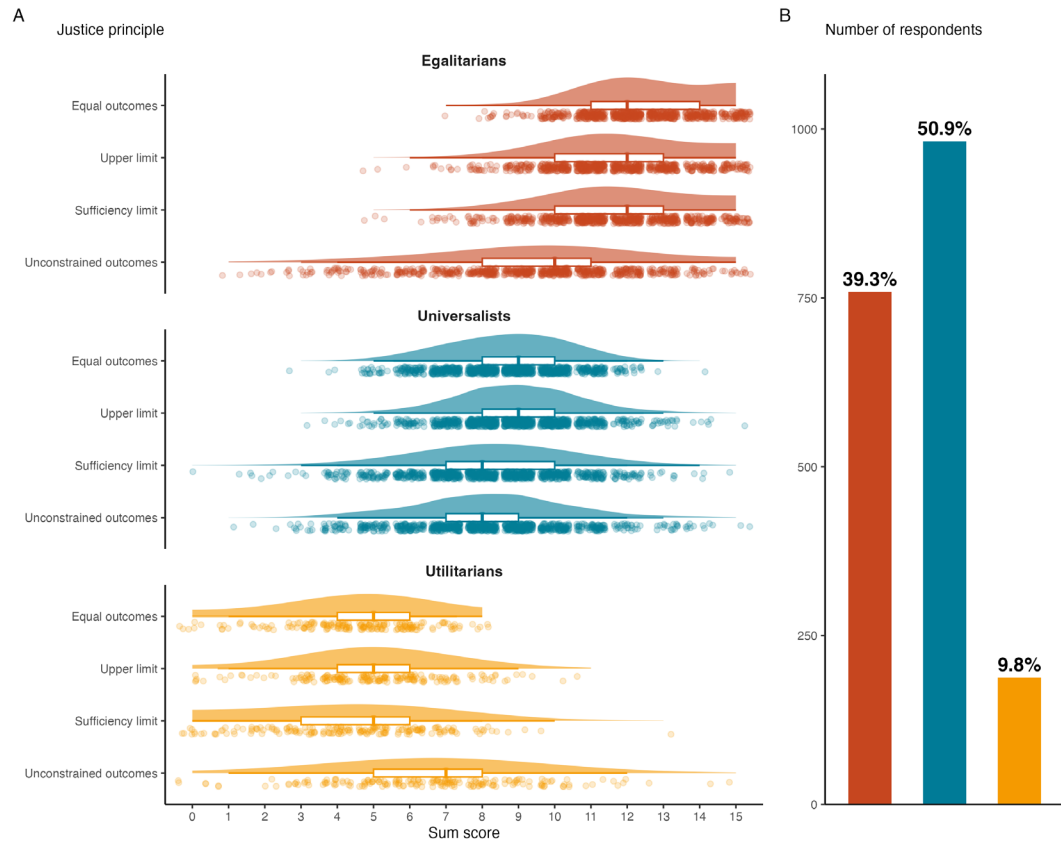 A
Justice principle
Egalitarians
Equal outcomes
Upper limit
Sufficiency limit
Unconstrained outcomes
Universalists
Equal outcomes
Upper limit
Sufficiency limit
Unconstrained outcomes
Utilitarians
Equal outcomes
Upper limit
Sufficiency limit
Unconstrained outcomes
0 1 2 3 4 5 6 7 8 9 10 11 12 13 14 15
Sum score
B
Number of respondents
1000
750
500
250
0
39.3%
50.9%
9.8%